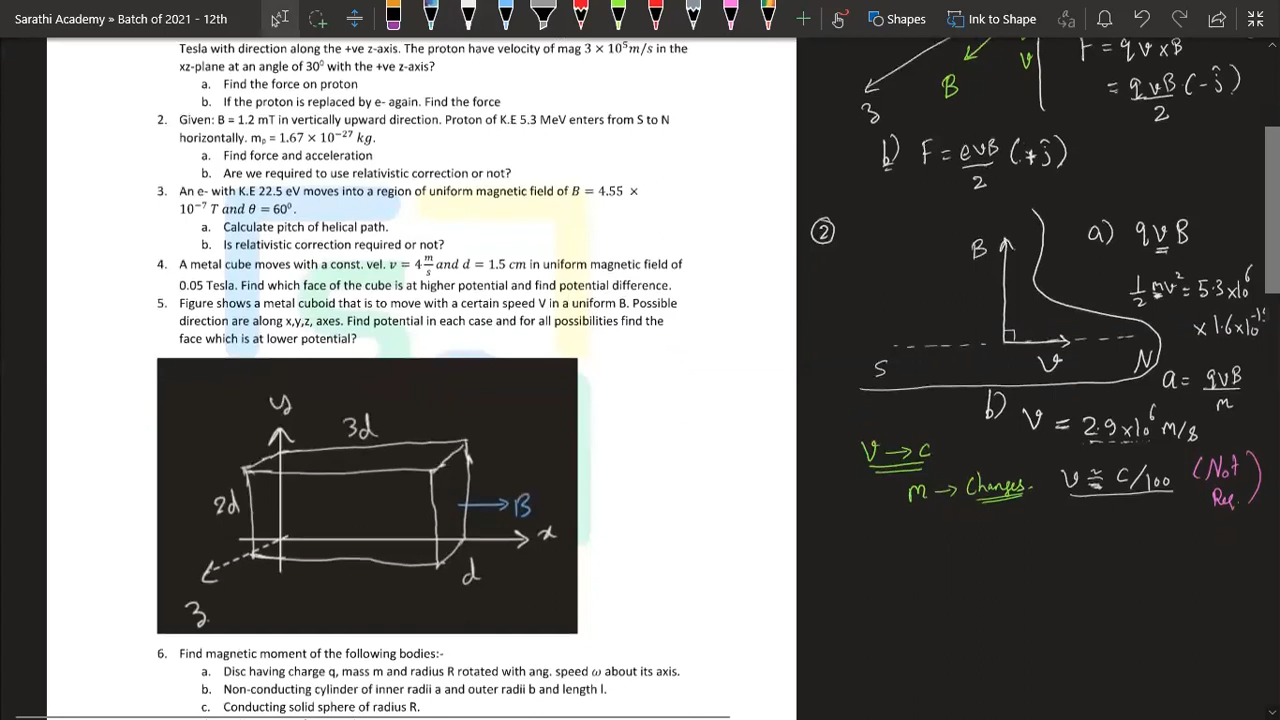 Sarathi Academy » Batch of 2021 - 12th
Shapes
Ink to Shape
Tesla with direction along the +ve z-axis. The proton have velocity of mag 3 × 10⁵m/s in the
xz-plane at an angle of 30⁰ with the +ve z-axis?
a. Find the force on proton
b. If the proton is replaced by e- again. Find the force
2. Given: B = 1.2 mT in vertically upward direction. Proton of K.E 5.3 MeV enters from S to N
horizontally. mₚ = 1.67 × 10⁻²⁷ kg.
a. Find force and acceleration
b. Are we required to use relativistic correction or not?
3. An e- with K.E 22.5 eV moves into a region of uniform magnetic field of B = 4.55 ×
10⁻⁷ T and θ = 60⁰.
a. Calculate pitch of helical path.
b. Is relativistic correction required or not?
4. A metal cube moves with a const. vel. v = 4 m/s and d = 1.5 cm in uniform magnetic field of
0.05 Tesla. Find which face of the cube is at higher potential and find potential difference.
5. Figure shows a metal cuboid that is to move with a certain speed V in a uniform B. Possible
direction are along x,y,z, axes. Find potential in each case and for all possibilities find the
face which is at lower potential?
y
3d
2d
B
x
d
z
6. Find magnetic moment of the following bodies:-
a. Disc having charge q, mass m and radius R rotated with ang. speed ω about its axis.
b. Non-conducting cylinder of inner radii a and outer radii b and length l.
c. Conducting solid sphere of radius R.
F = q v × B
B
v
= qvB/2 (-ĵ)
z
b) F = evB/2 (+ĵ)
②
B
a) qvB
½ mv² = 5.3×10⁶
S
v
N
a = qvB/m
b) V = 2.9×10⁶ m/s
V → C
m → Changes.
v ≅ C/100
(Not
Req.)